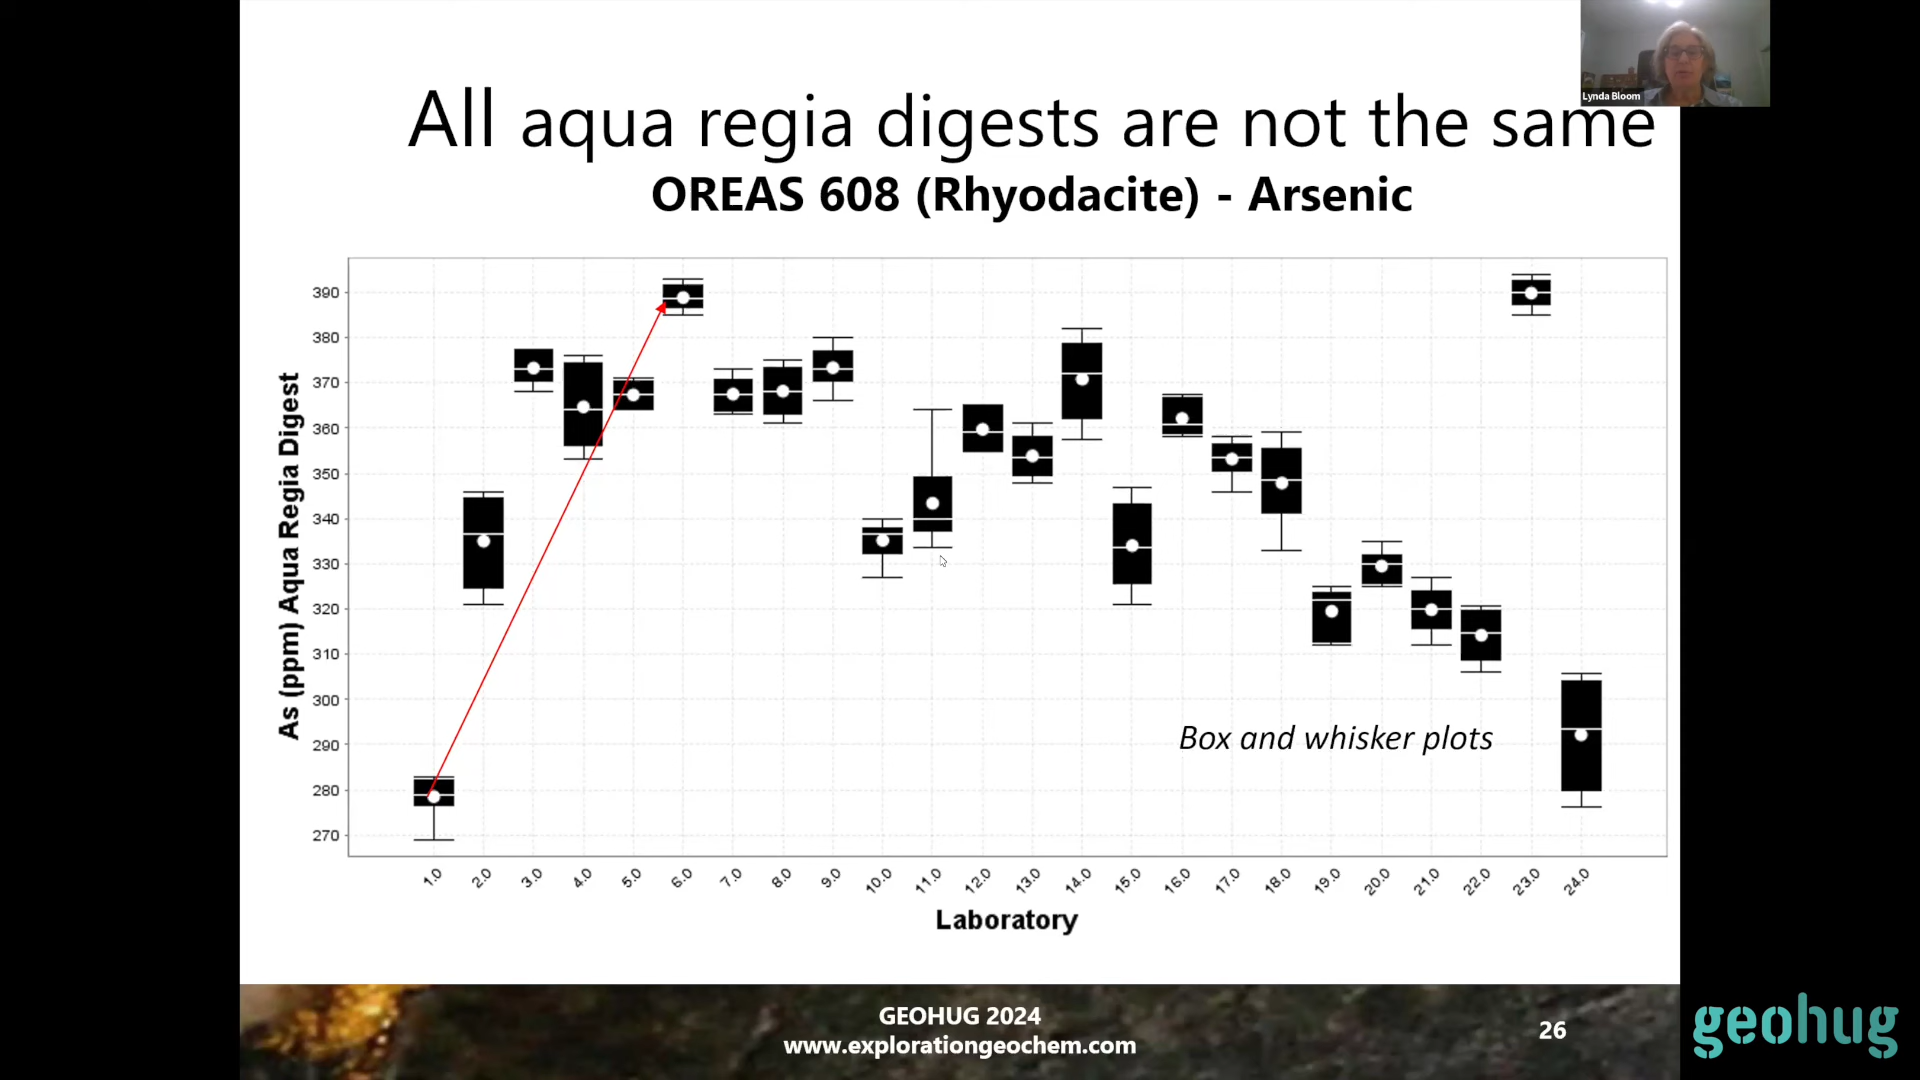 Lynda Bloom
All aqua regia digests are not the same
OREAS 608 (Rhyodacite) - Arsenic
As (ppm) Aqua Regia Digest
390
380
370
360
350
340
330
320
310
300
290
280
270
Box and whisker plots
1.0 2.0 3.0 4.0 5.0 6.0 7.0 8.0 9.0 10.0 11.0 12.0 13.0 14.0 15.0 16.0 17.0 18.0 19.0 20.0 21.0 22.0 23.0 24.0
Laboratory
GEOHUG 2024
www.explorationgeochem.com
26
geohug